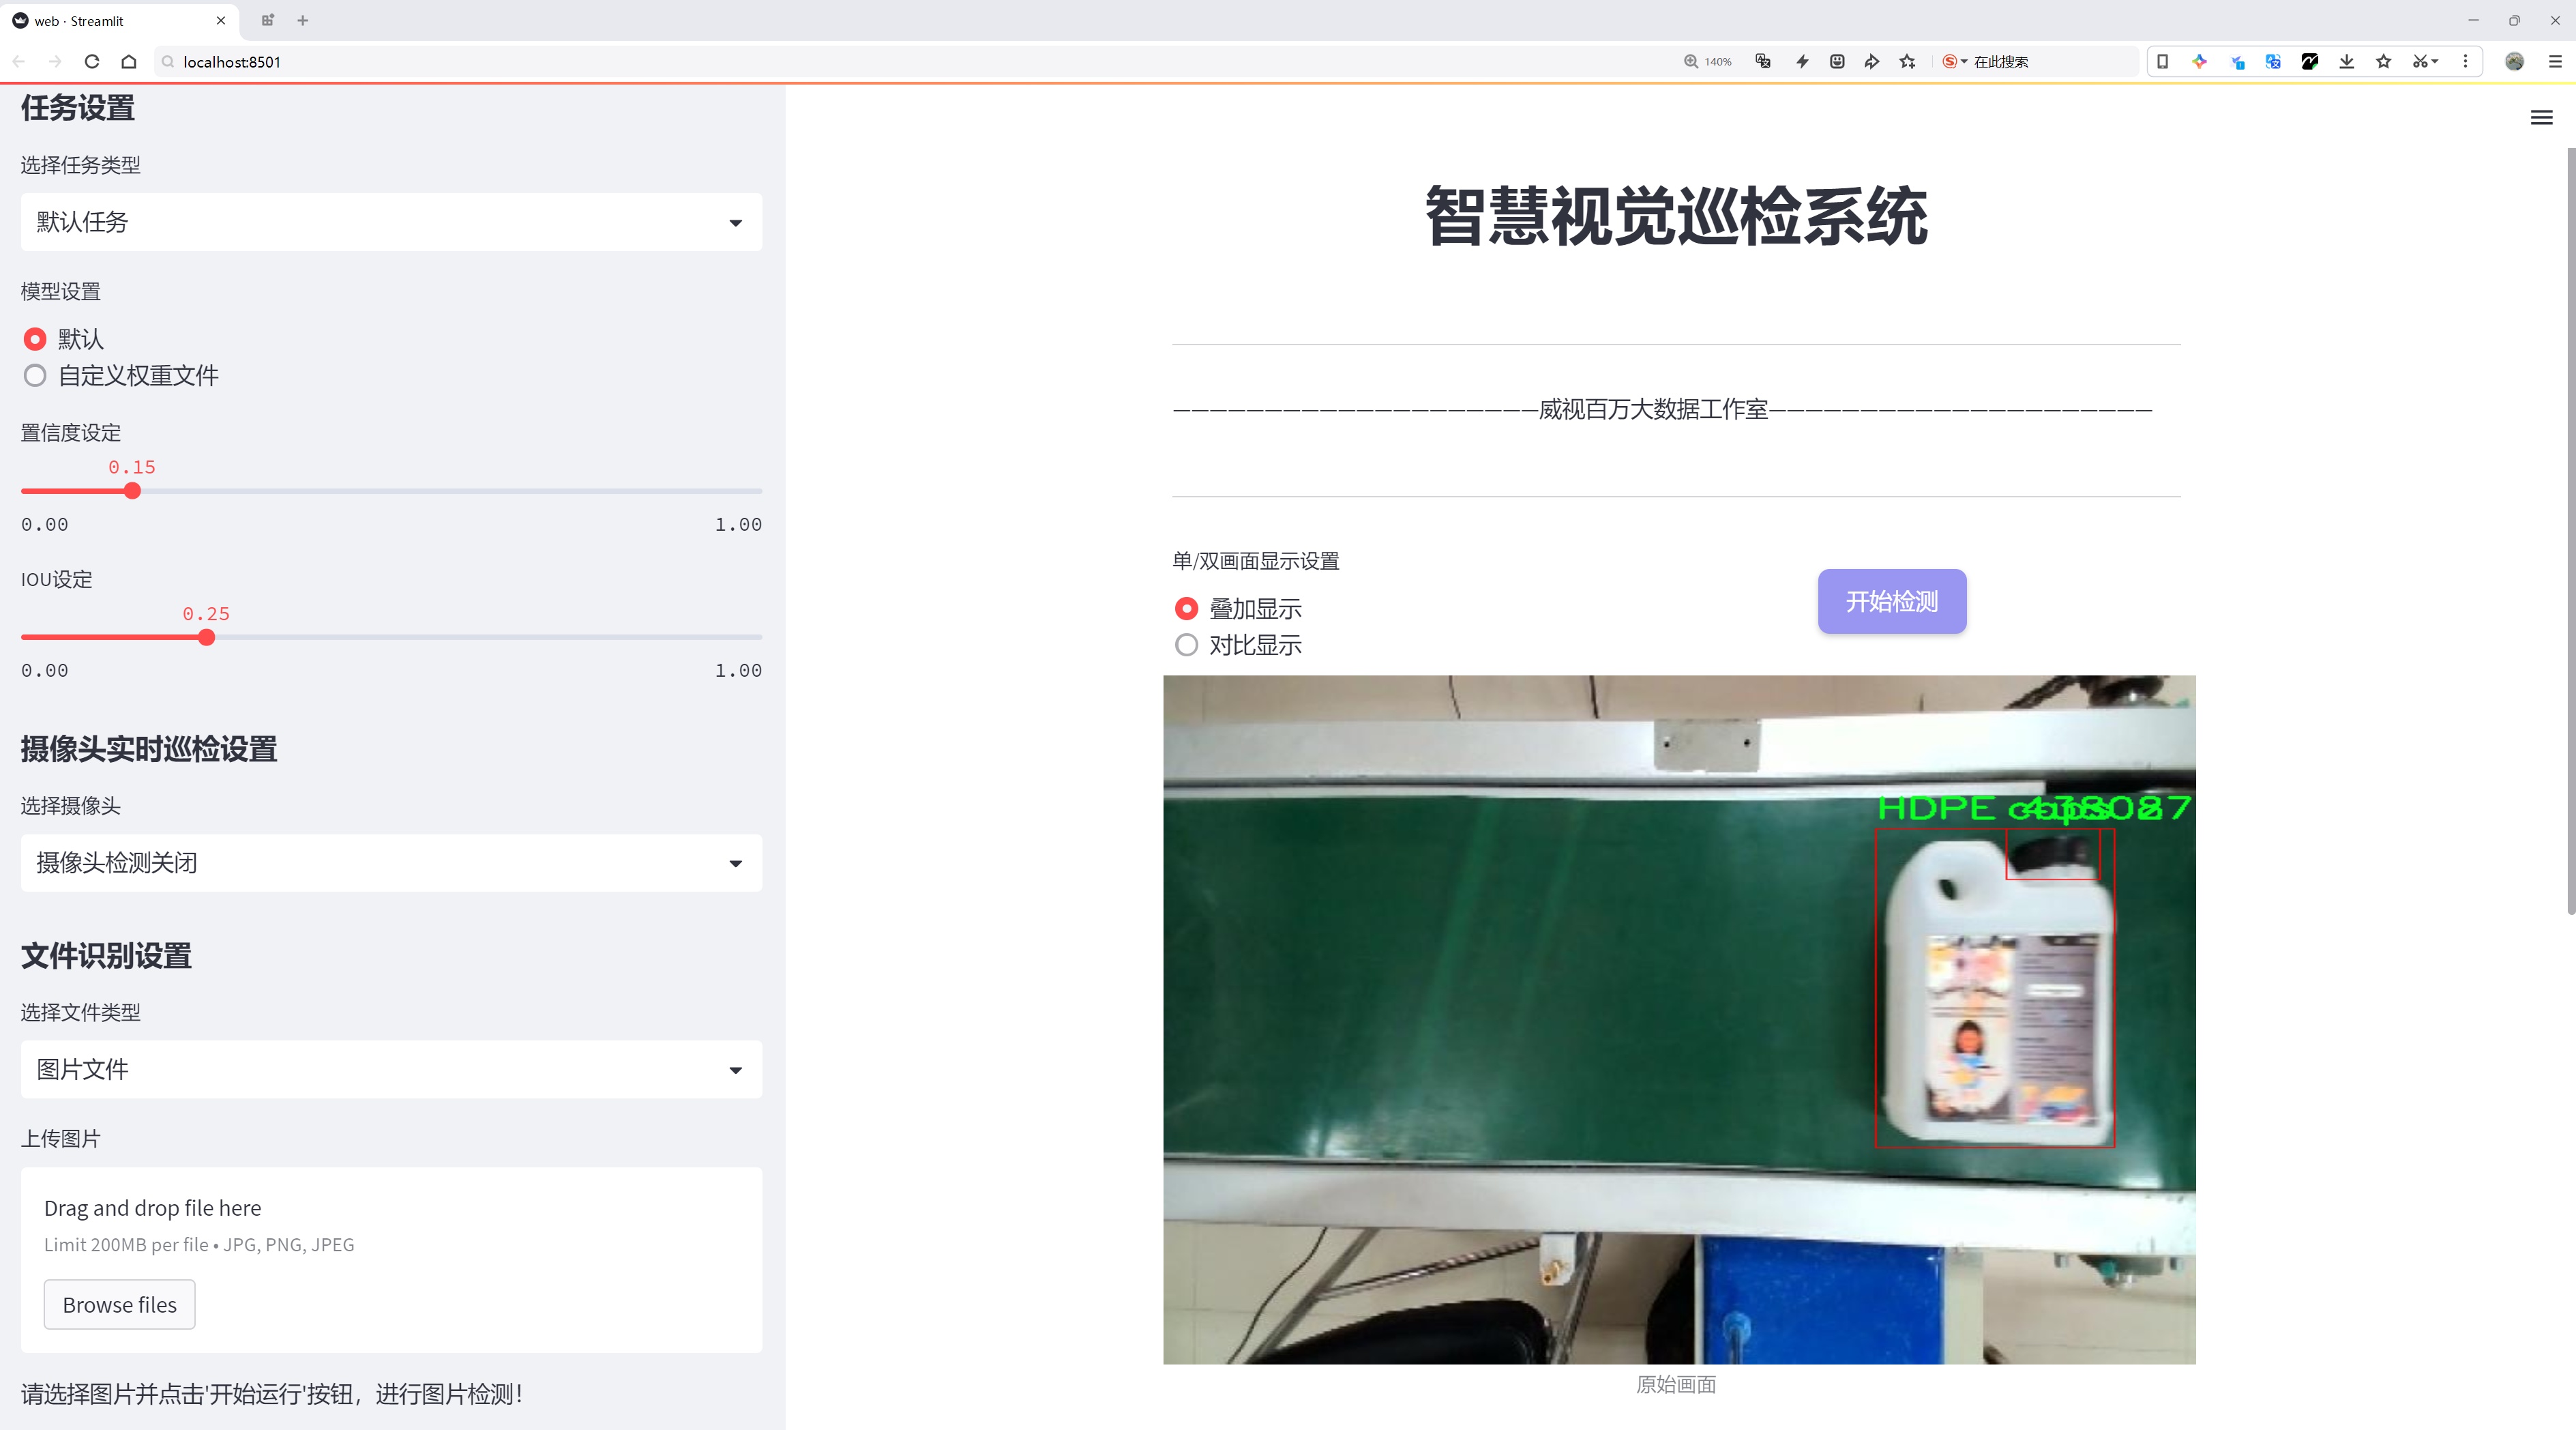 web · Streamlit
localhost:8501
140%
在此搜索
任务设置
选择任务类型
默认任务
模型设置
默认
自定义权重文件
置信度设定
0.15
0.00
1.00
IOU设定
0.25
0.00
1.00
摄像头实时巡检设置
选择摄像头
摄像头检测关闭
文件识别设置
选择文件类型
图片文件
上传图片
Drag and drop file here
Limit 200MB per file • JPG, PNG, JPEG
Browse files
请选择图片并点击'开始运行'按钮，进行图片检测！
智慧视觉巡检系统
————————————————————威视百万大数据工作室—————————————————————
单/双画面显示设置
叠加显示
对比显示
开始检测
HDPE
原始画面